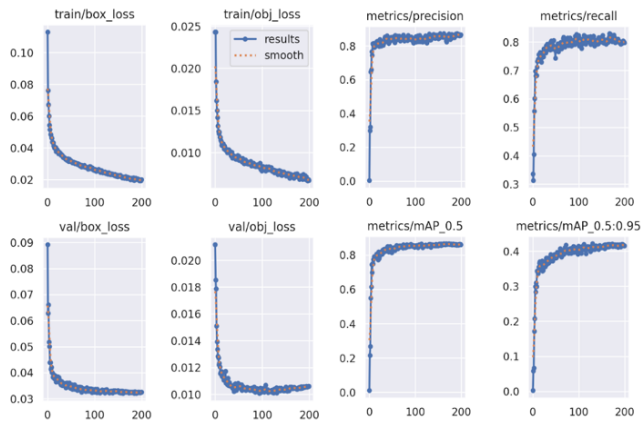 train/box_loss
train/obj_loss
metrics/precision
metrics/recall
0.10
0.08
0.06
0.04
0.02
0 100 200
0.025
0.020
0.015
0.010
0 100 200
results
smooth
0.8
0.6
0.4
0.2
0.0
0 100 200
0.8
0.7
0.6
0.5
0.4
0.3
0 100 200
val/box_loss
val/obj_loss
metrics/mAP_0.5
metrics/mAP_0.5:0.95
0.09
0.08
0.07
0.06
0.05
0.04
0.03
0 100 200
0.020
0.018
0.016
0.014
0.012
0.010
0 100 200
0.8
0.6
0.4
0.2
0.0
0 100 200
0.4
0.3
0.2
0.1
0.0
0 100 200